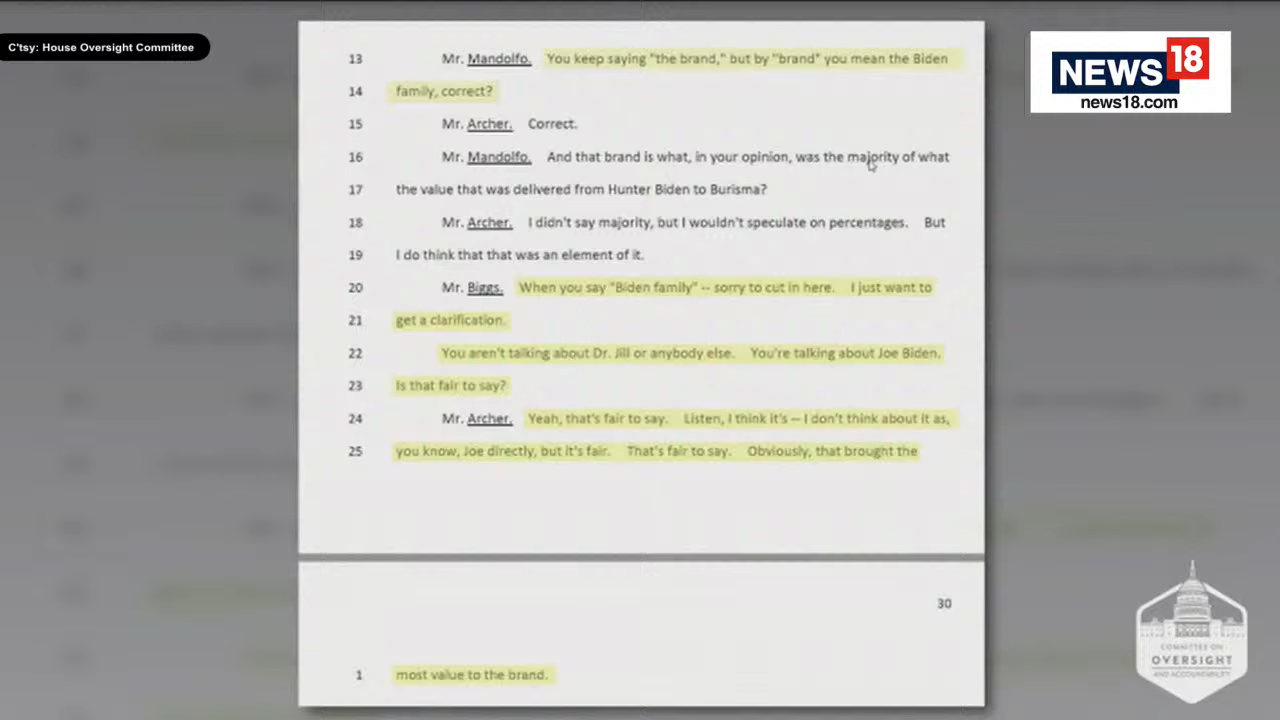 C'tsy: House Oversight Committee
NEWS 18
news18.com
13 Mr. Mandolfo. You keep saying "the brand," but by "brand" you mean the Biden
14 family, correct?
15 Mr. Archer. Correct.
16 Mr. Mandolfo. And that brand is what, in your opinion, was the majority of what
17 the value that was delivered from Hunter Biden to Burisma?
18 Mr. Archer. I didn't say majority, but I wouldn't speculate on percentages. But
19 I do think that that was an element of it.
20 Mr. Biggs. When you say "Biden family" -- sorry to cut in here. I just want to
21 get a clarification.
22 You aren't talking about Dr. Jill or anybody else. You're talking about Joe Biden.
23 Is that fair to say?
24 Mr. Archer. Yeah, that's fair to say. Listen, I think it's -- I don't think about it as,
25 you know, Joe directly, but it's fair. That's fair to say. Obviously, that brought the
30
1 most value to the brand.
COMMITTEE ON
OVERSIGHT
AND ACCOUNTABILITY